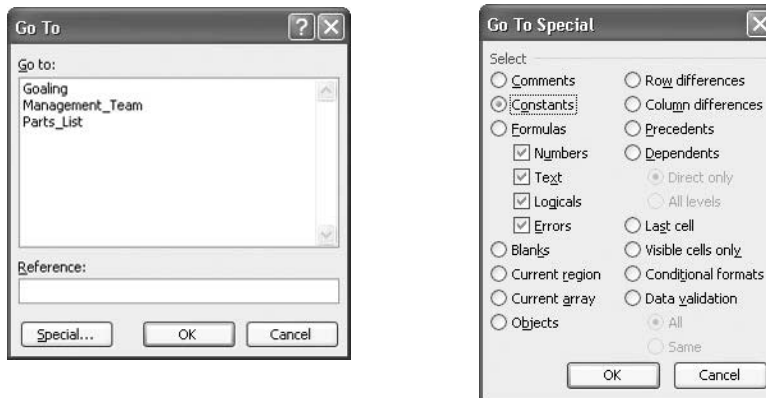 Go To
Go to:
Goaling
Management_Team
Parts_List
Reference:
Special...
OK
Cancel
Go To Special
Select
Comments
Constants
Formulas
Numbers
Text
Logicals
Errors
Blanks
Current region
Current array
Objects
Row differences
Column differences
Precedents
Dependents
Direct only
All levels
Last cell
Visible cells only
Conditional formats
Data validation
All
Same
OK
Cancel